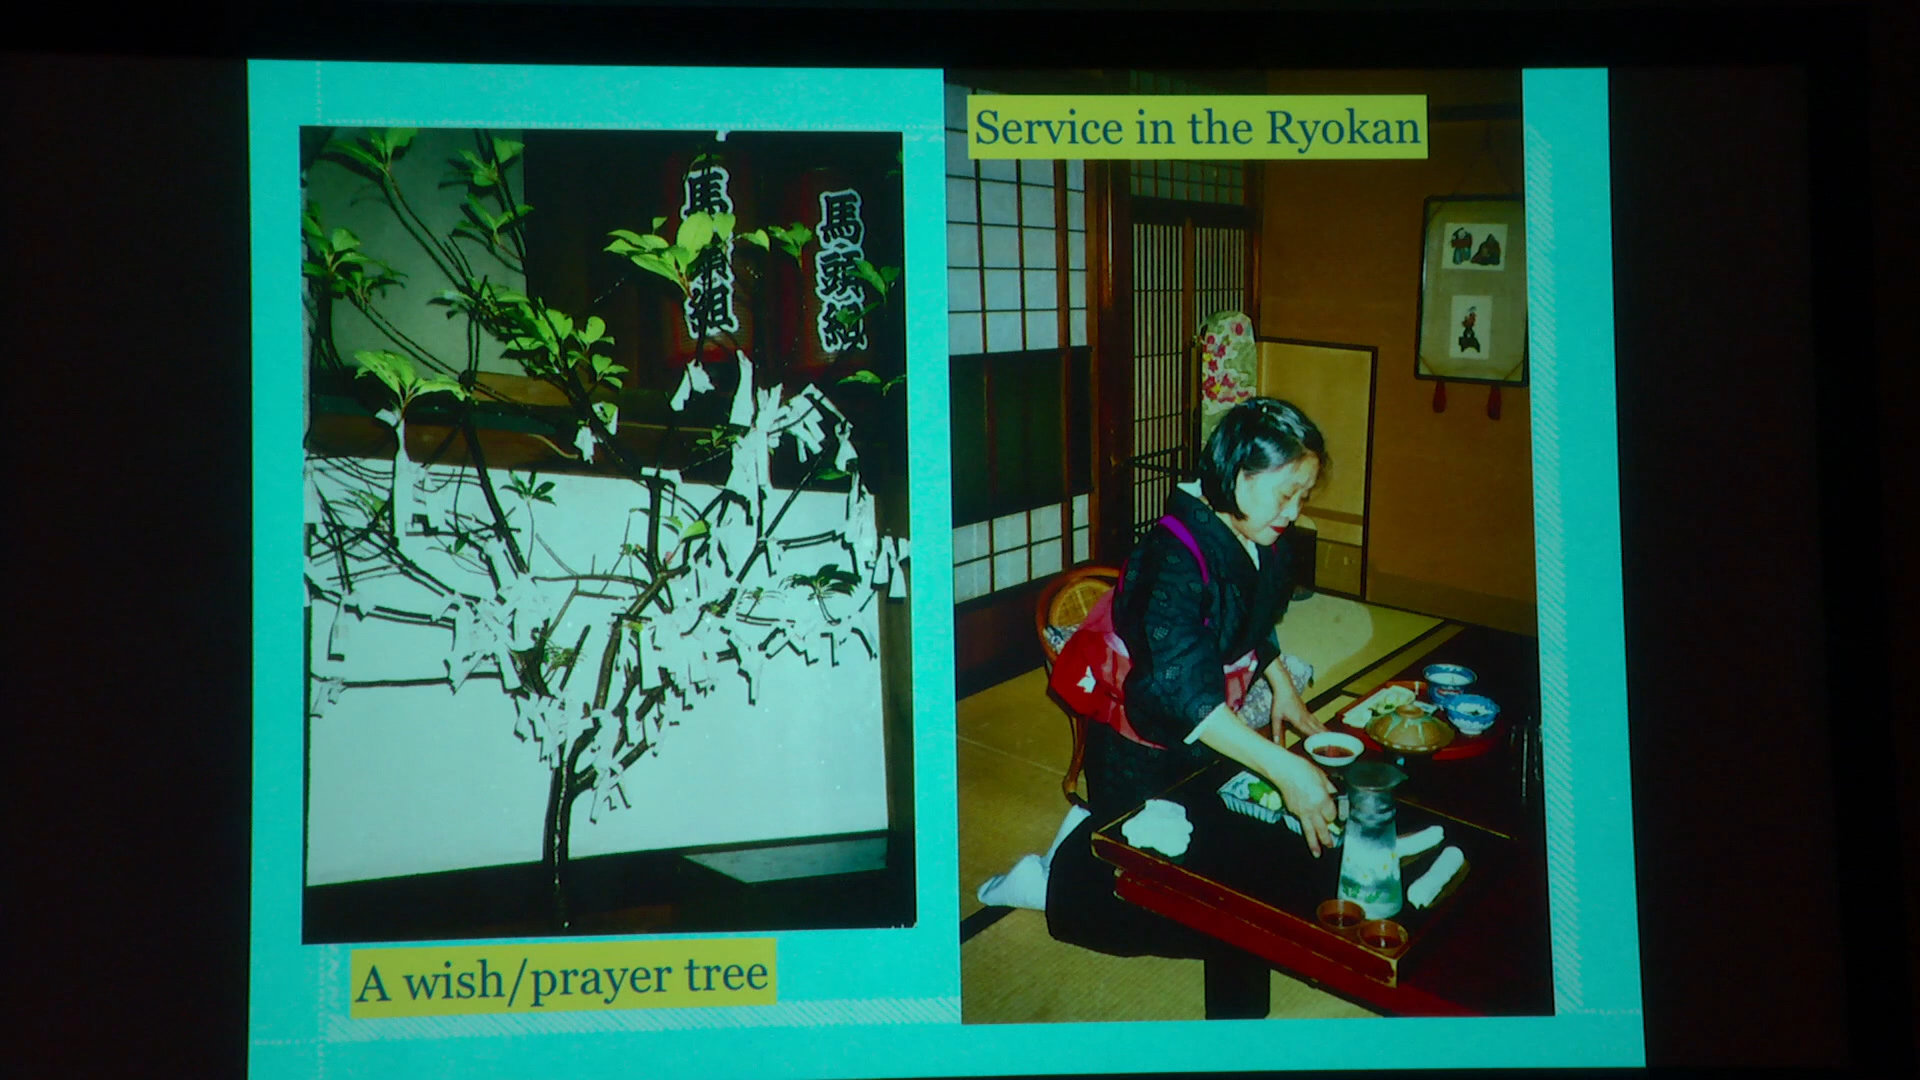 馬頭組
A wish/prayer tree
Service in the Ryokan